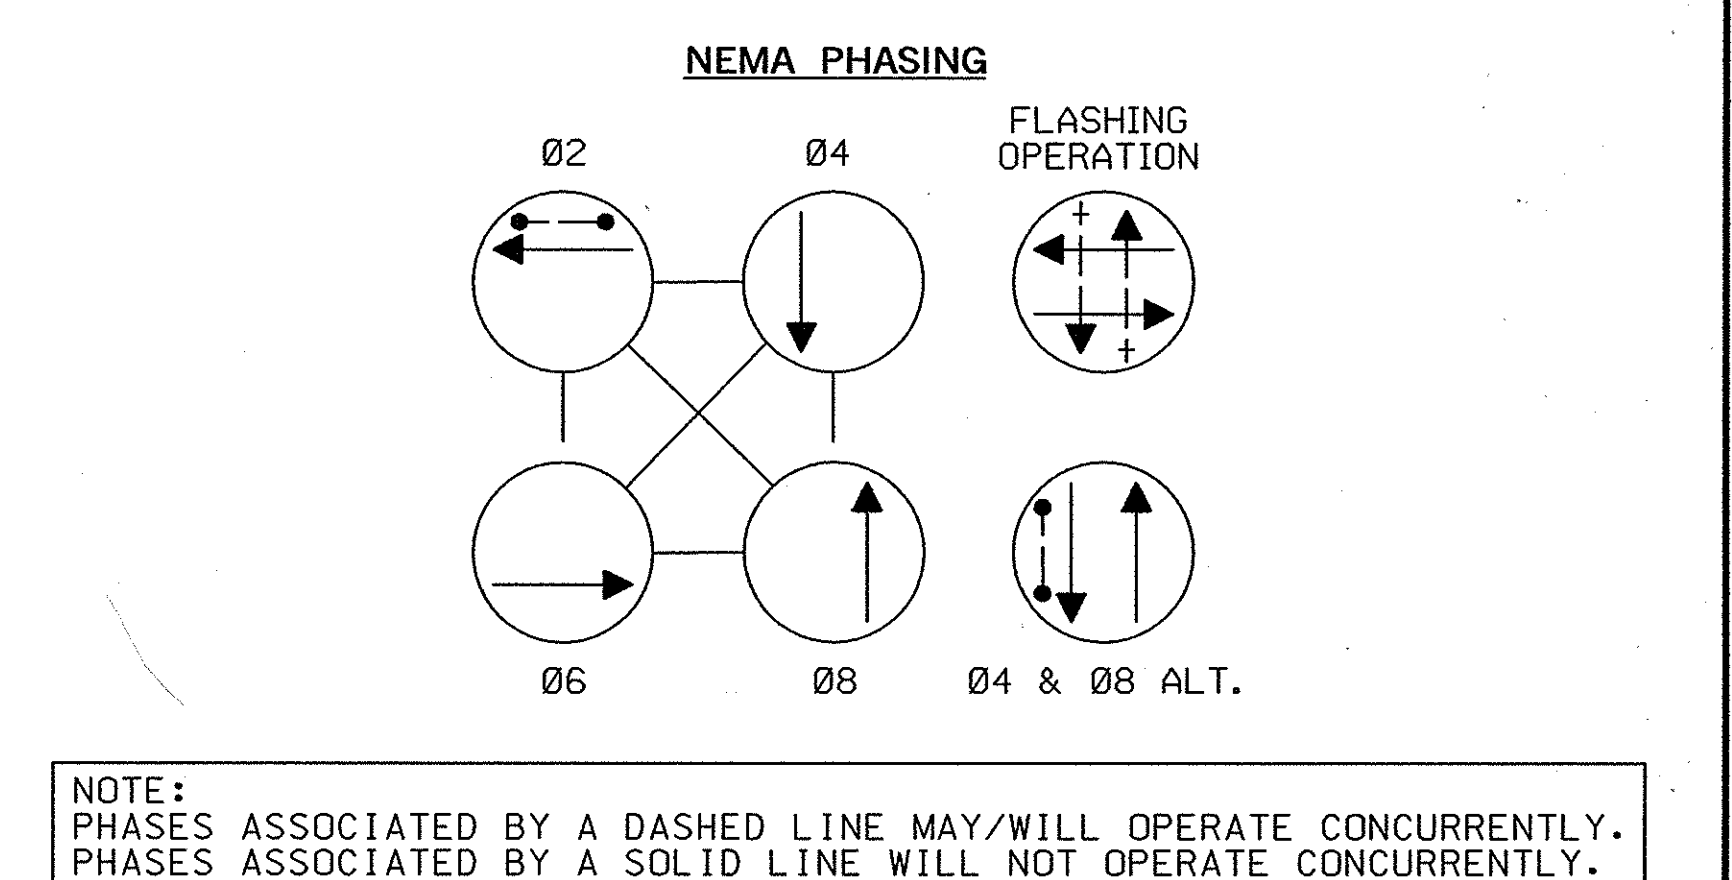 NEMA PHASING
Ø2
Ø4
FLASHING
OPERATION
Ø6
Ø8
Ø4 & Ø8 ALT.
NOTE:
PHASES ASSOCIATED BY A DASHED LINE MAY/WILL OPERATE CONCURRENTLY.
PHASES ASSOCIATED BY A SOLID LINE WILL NOT OPERATE CONCURRENTLY.